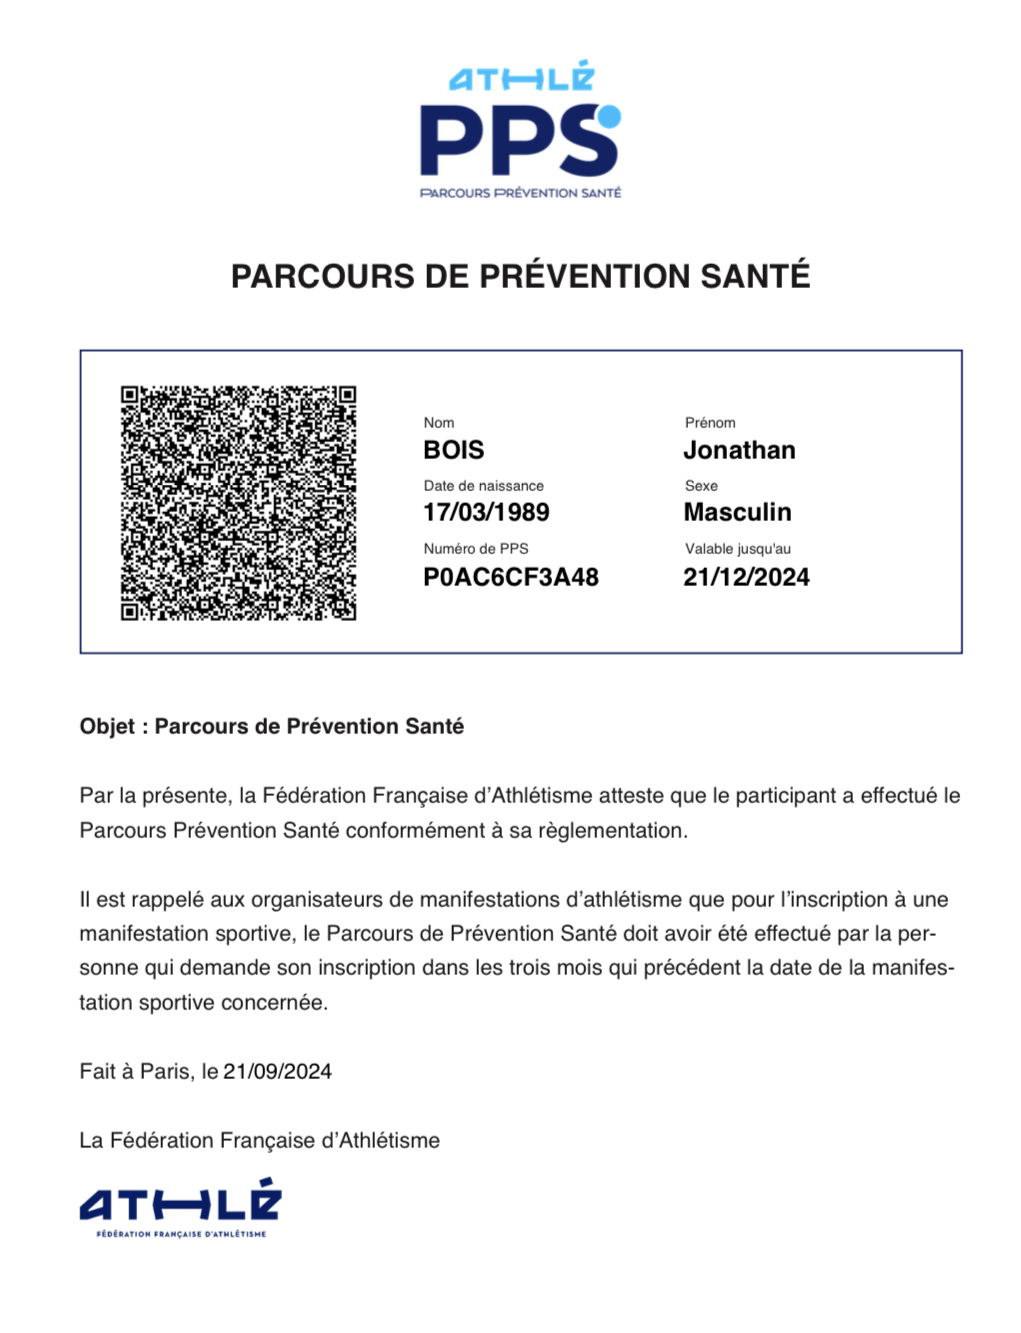 ATHLÉ
PPS
PARCOURS PRÉVENTION SANTÉ
PARCOURS DE PRÉVENTION SANTÉ
Nom
BOIS
Prénom
Jonathan
Date de naissance
17/03/1989
Sexe
Masculin
Numéro de PPS
P0AC6CF3A48
Valable jusqu'au
21/12/2024
Objet : Parcours de Prévention Santé
Par la présente, la Fédération Française d’Athlétisme atteste que le participant a effectué le
Parcours Prévention Santé conformément à sa règlementation.
Il est rappelé aux organisateurs de manifestations d’athlétisme que pour l’inscription à une
manifestation sportive, le Parcours de Prévention Santé doit avoir été effectué par la per-
sonne qui demande son inscription dans les trois mois qui précédent la date de la manifes-
tation sportive concernée.
Fait à Paris, le 21/09/2024
La Fédération Française d’Athlétisme
ATHLÉ
FÉDÉRATION FRANÇAISE D'ATHLÉTISME